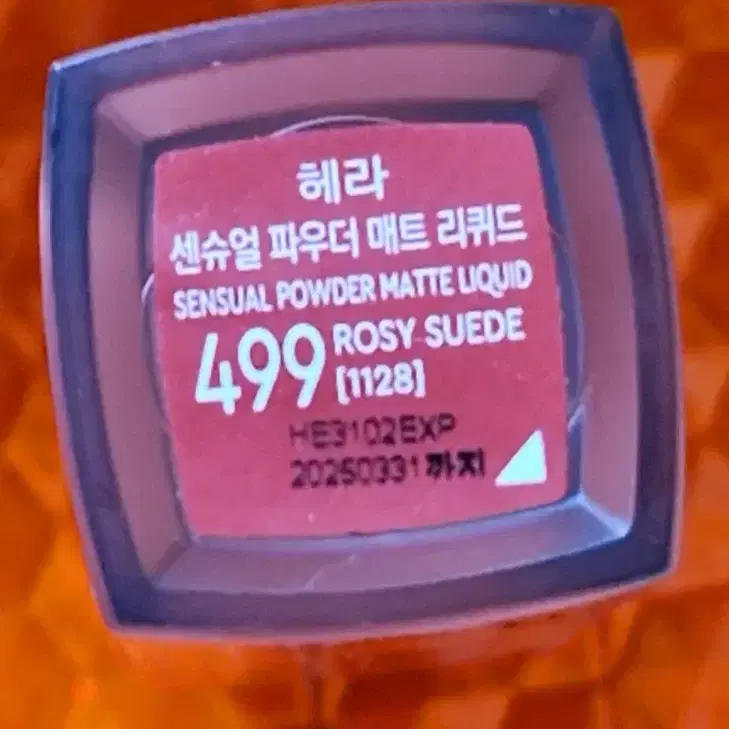 헤라
센슈얼 파우더 매트 리퀴드
SENSUAL POWDER MATTE LIQUID
499 ROSY SUEDE
[1128]
HE3102EXP
20250331까지